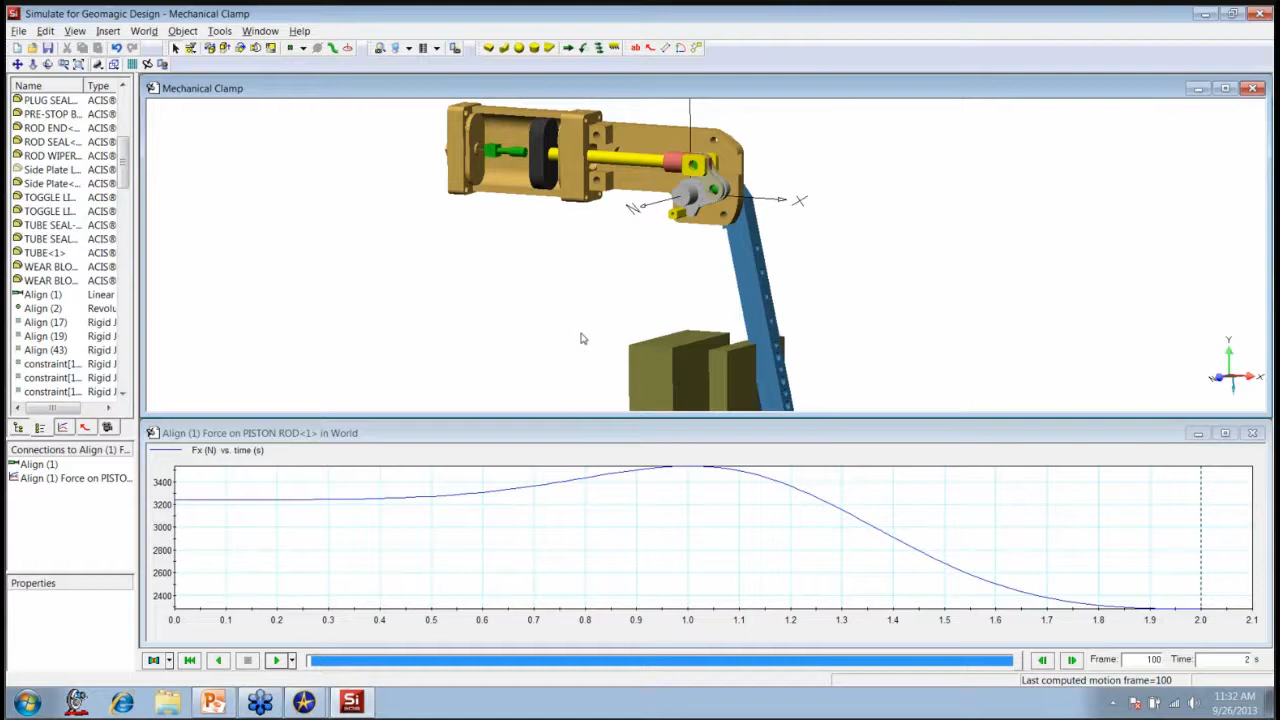 Simulate for Geomagic Design - Mechanical Clamp
File Edit View Insert World Object Tools Window Help
Name Type
PLUG SEAL... ACIS®
PRE-STOP B... ACIS®
ROD END<... ACIS®
ROD SEAL<... ACIS®
ROD WIPER... ACIS®
Side Plate L... ACIS®
Side Plate<... ACIS®
TOGGLE LI... ACIS®
TOGGLE LI... ACIS®
TUBE SEAL-... ACIS®
TUBE SEAL... ACIS®
TUBE<1> ACIS®
WEAR BLO... ACIS®
WEAR BLO... ACIS®
Align (1) Linear
Align (2) Revolu
Align (17) Rigid J
Align (19) Rigid J
Align (43) Rigid J
constraint[1... Rigid J
constraint[1... Rigid J
constraint[1... Rigid J
Connections to Align (1) F...
Align (1)
Align (1) Force on PISTO...
Properties
Mechanical Clamp
N X
Y
X
Align (1) Force on PISTON ROD<1> in World
Fx (N) vs. time (s)
3400
3200
3000
2800
2600
2400
0.0 0.1 0.2 0.3 0.4 0.5 0.6 0.7 0.8 0.9 1.0 1.1 1.2 1.3 1.4 1.5 1.6 1.7 1.8 1.9 2.0 2.1
Frame: 100 Time: 2 s
Last computed motion frame=100
Si
11:32 AM
9/26/2013